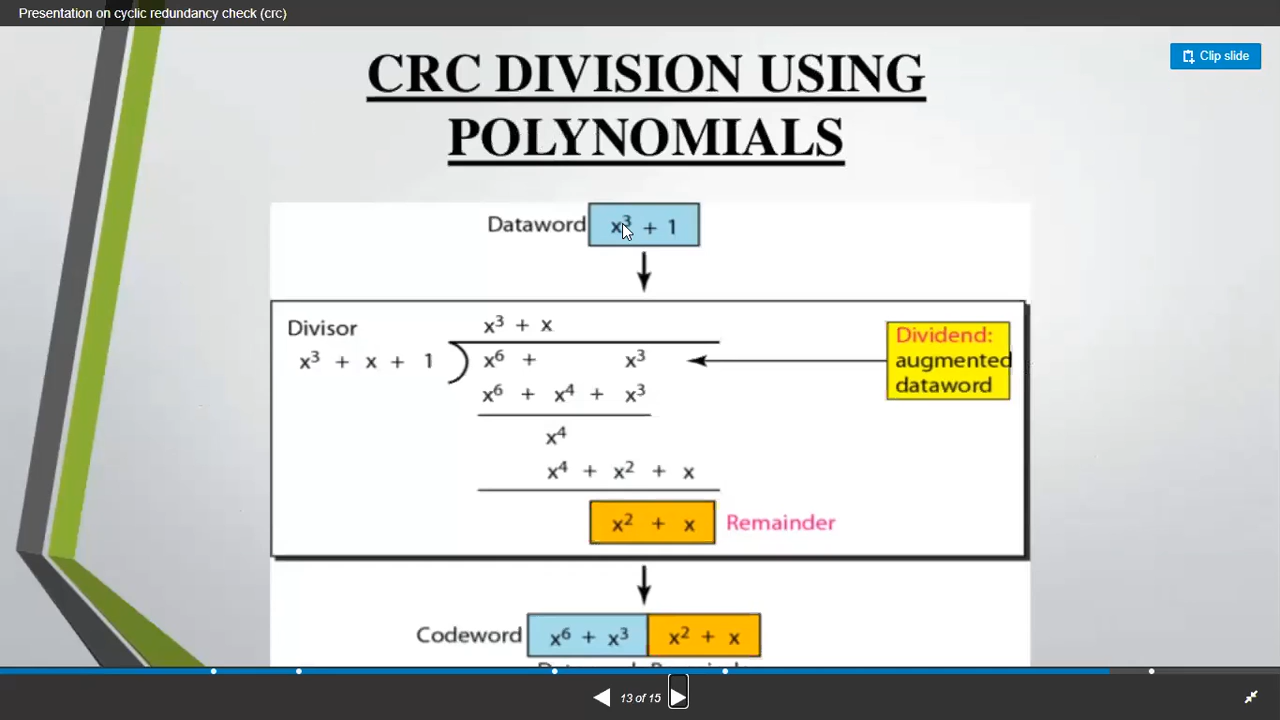 Presentation on cyclic redundancy check (crc)
Clip slide
CRC DIVISION USING
POLYNOMIALS
Dataword x³ + 1
Divisor
x³ + x
Dividend:
x³ + x + 1
x⁶ + x³
augmented
dataword
x⁶ + x⁴ + x³
x⁴
x⁴ + x² + x
x² + x Remainder
Codeword x⁶ + x³ x² + x
13 of 15